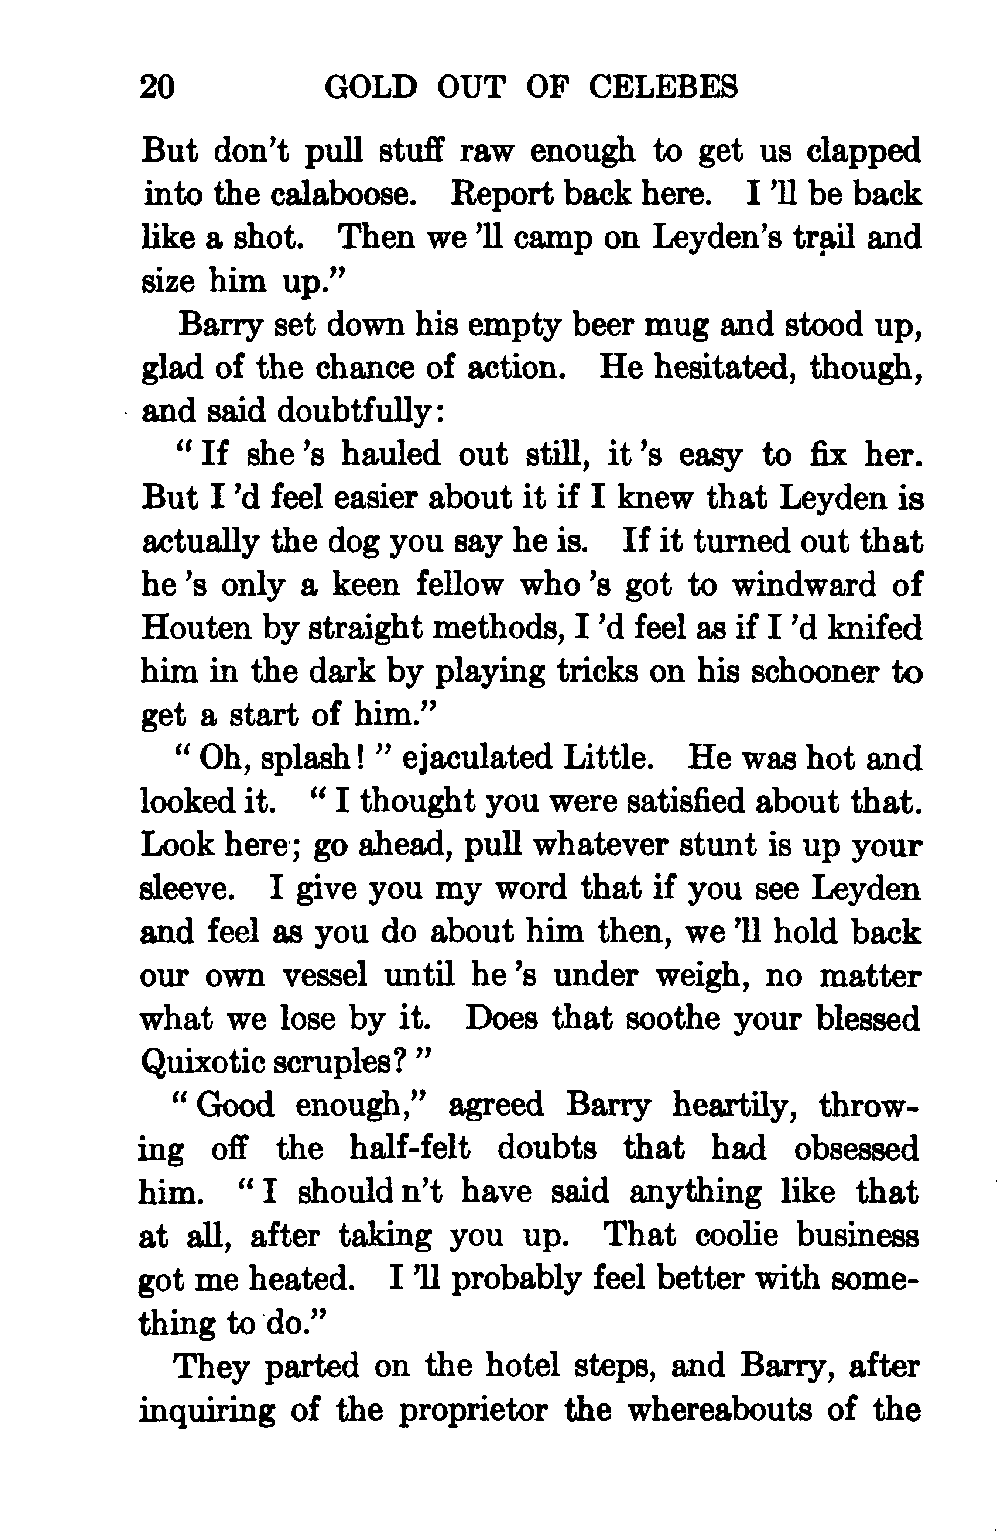 20 GOLD OUT OF CELEBES
But don't pull stuff raw enough to get us clapped
into the calaboose. Report back here. I 'll be back
like a shot. Then we 'll camp on Leyden's trail and
size him up."
Barry set down his empty beer mug and stood up,
glad of the chance of action. He hesitated, though,
and said doubtfully:
" If she 's hauled out still, it 's easy to fix her.
But I 'd feel easier about it if I knew that Leyden is
actually the dog you say he is. If it turned out that
he 's only a keen fellow who 's got to windward of
Houten by straight methods, I 'd feel as if I 'd knifed
him in the dark by playing tricks on his schooner to
get a start of him."
" Oh, splash! " ejaculated Little. He was hot and
looked it. " I thought you were satisfied about that.
Look here; go ahead, pull whatever stunt is up your
sleeve. I give you my word that if you see Leyden
and feel as you do about him then, we 'll hold back
our own vessel until he 's under weigh, no matter
what we lose by it. Does that soothe your blessed
Quixotic scruples? "
" Good enough," agreed Barry heartily, throw-
ing off the half-felt doubts that had obsessed
him. " I should n't have said anything like that
at all, after taking you up. That coolie business
got me heated. I 'll probably feel better with some-
thing to do."
They parted on the hotel steps, and Barry, after
inquiring of the proprietor the whereabouts of the